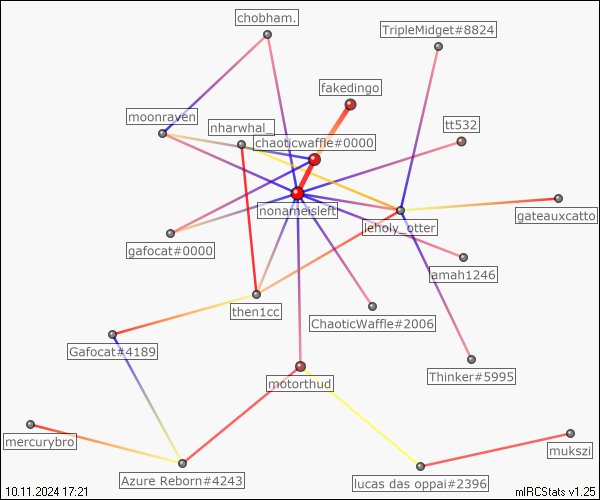 chobham.
TripleMidget#8824
fakedingo
moonraven
nharwhal_
tt532
chaoticwaffle#0000
nonameisleft
gateauxcatto
leholy_otter
gafocat#0000
amah1246
then1cc
ChaoticWaffle#2006
Gafocat#4189
Thinker#5995
motorthud
mercurybro
mukszi
Azure Reborn#4243
lucas das oppai#2396
10.11.2024 17:21
mIRCStats v1.25